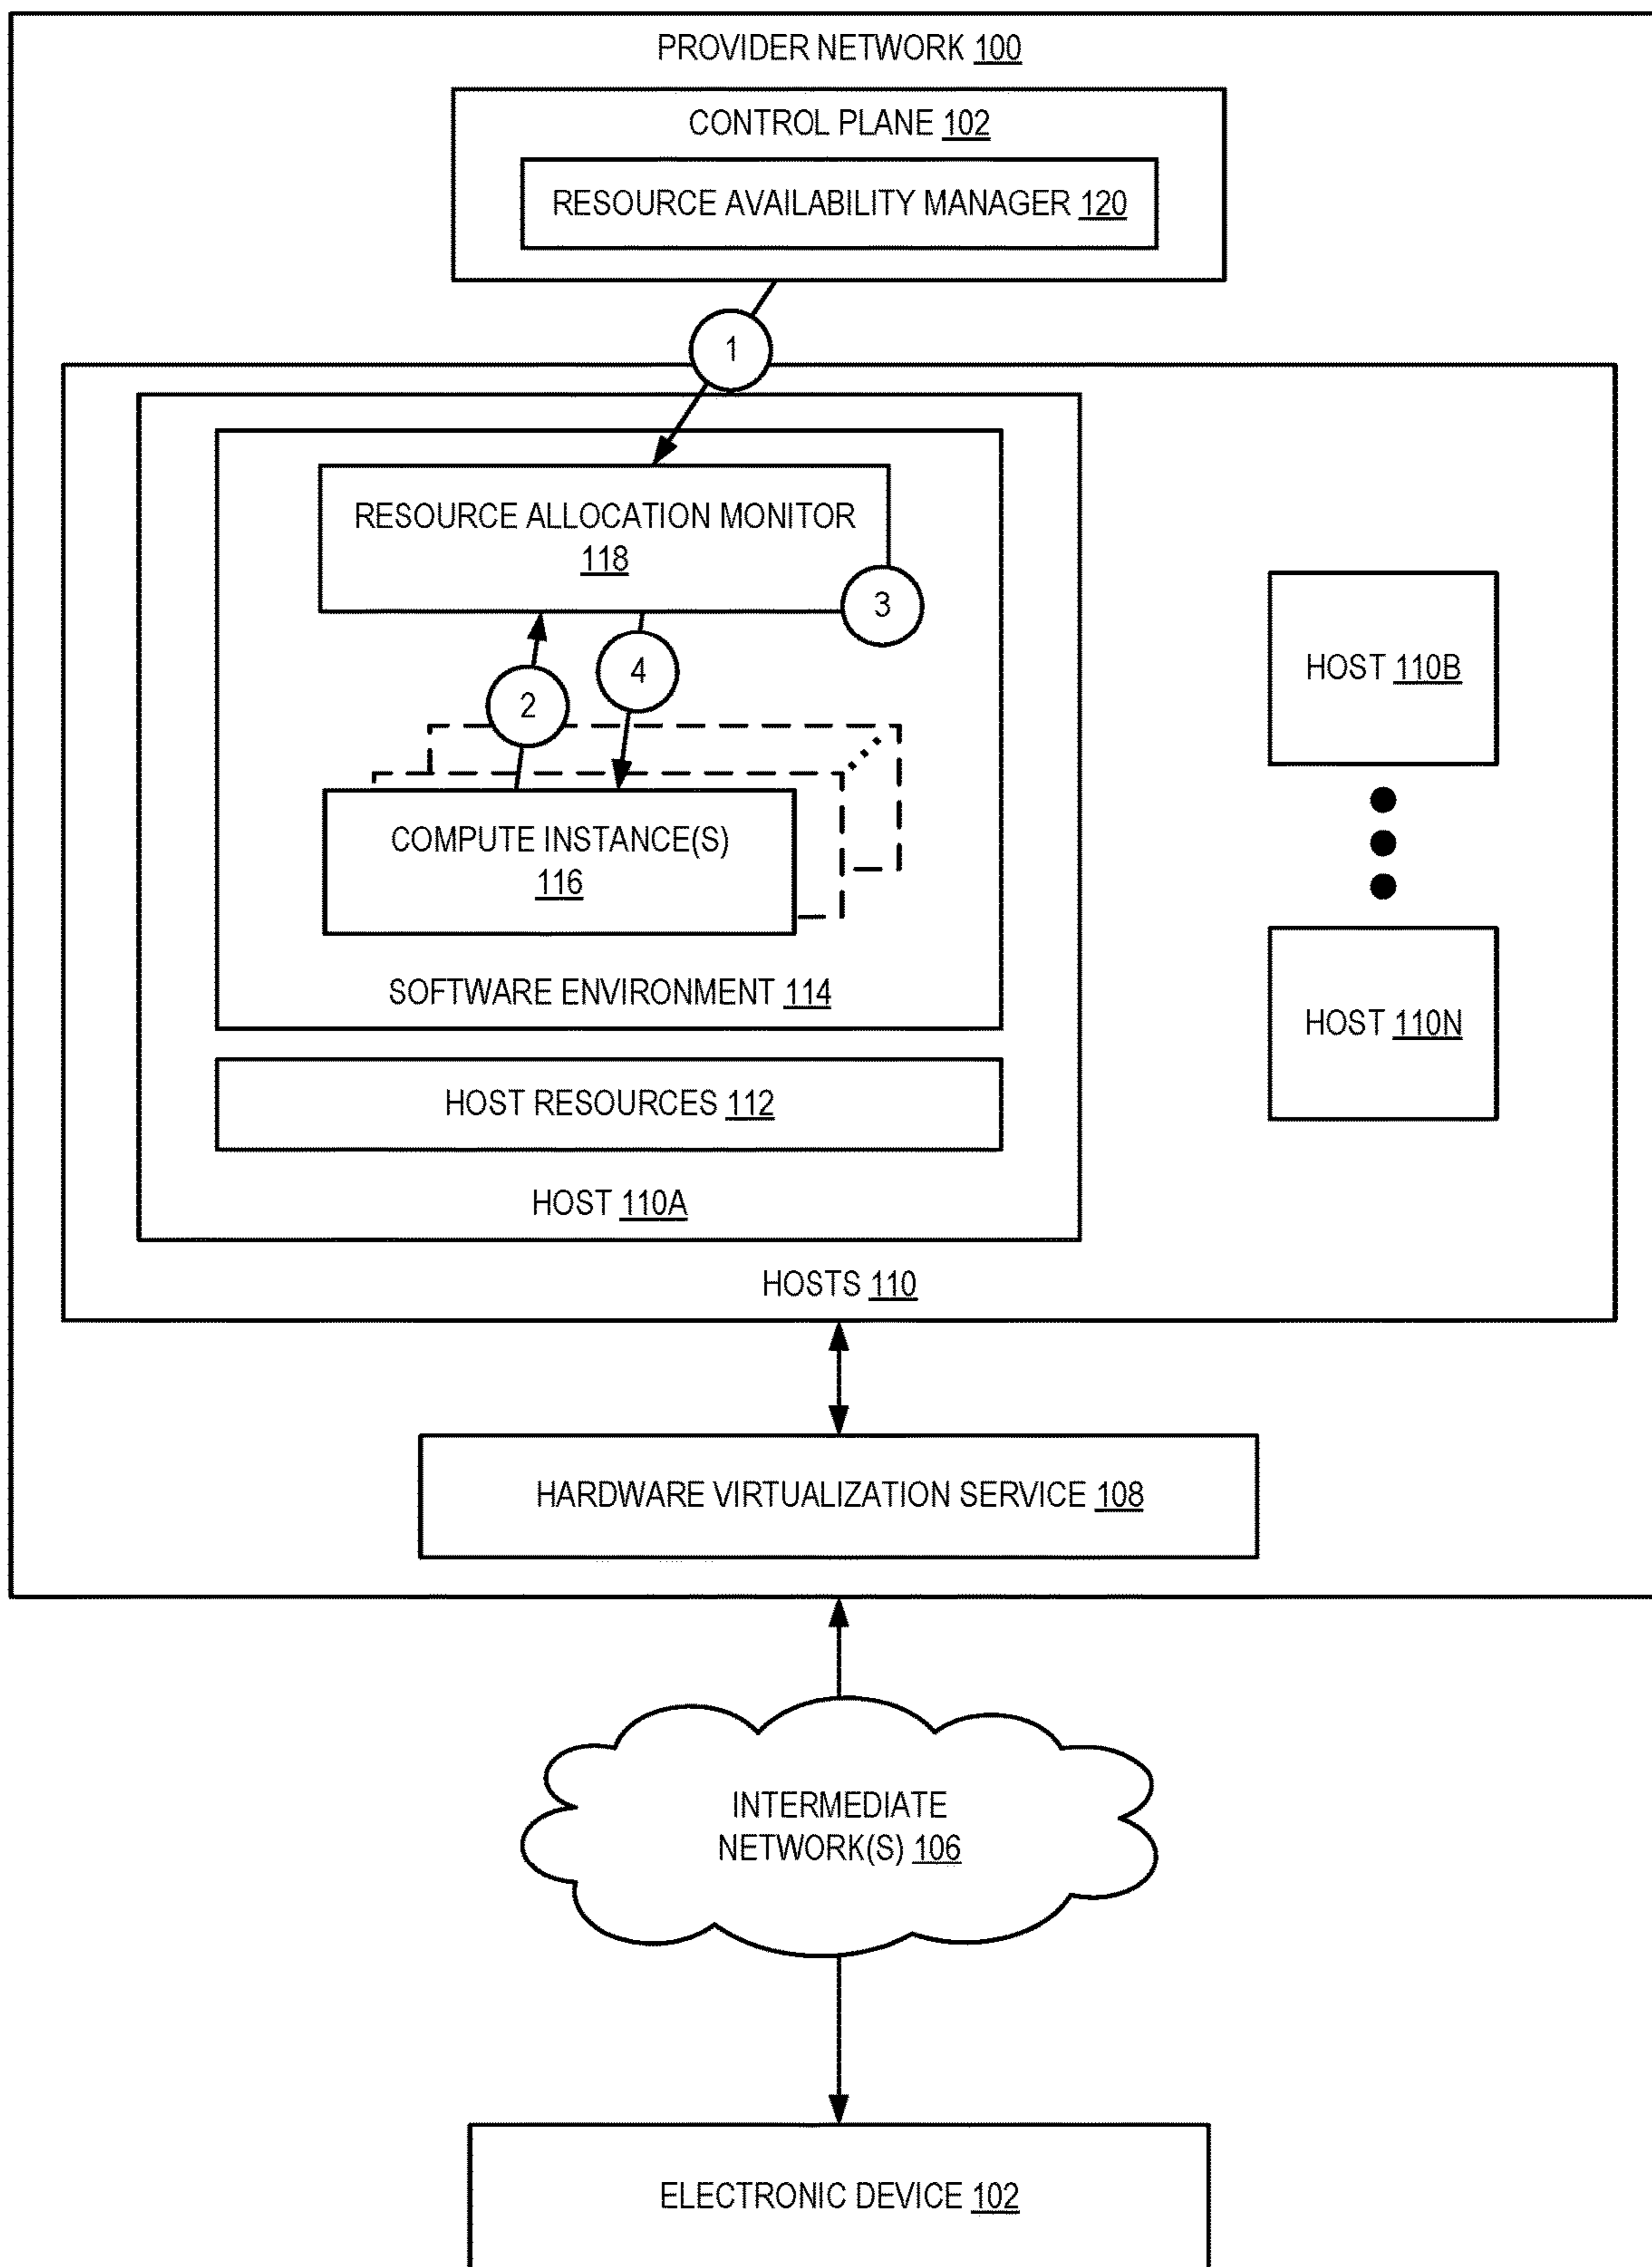 PROVIDER NETWORK 100
CONTROL PLANE 102
RESOURCE AVAILABILITY MANAGER 120
1
RESOURCE ALLOCATION MONITOR
118
3
2
4
COMPUTE INSTANCE(S)
116
SOFTWARE ENVIRONMENT 114
HOST RESOURCES 112
HOST 110A
HOST 110B
HOST 110N
HOSTS 110
HARDWARE VIRTUALIZATION SERVICE 108
INTERMEDIATE
NETWORK(S) 106
ELECTRONIC DEVICE 102